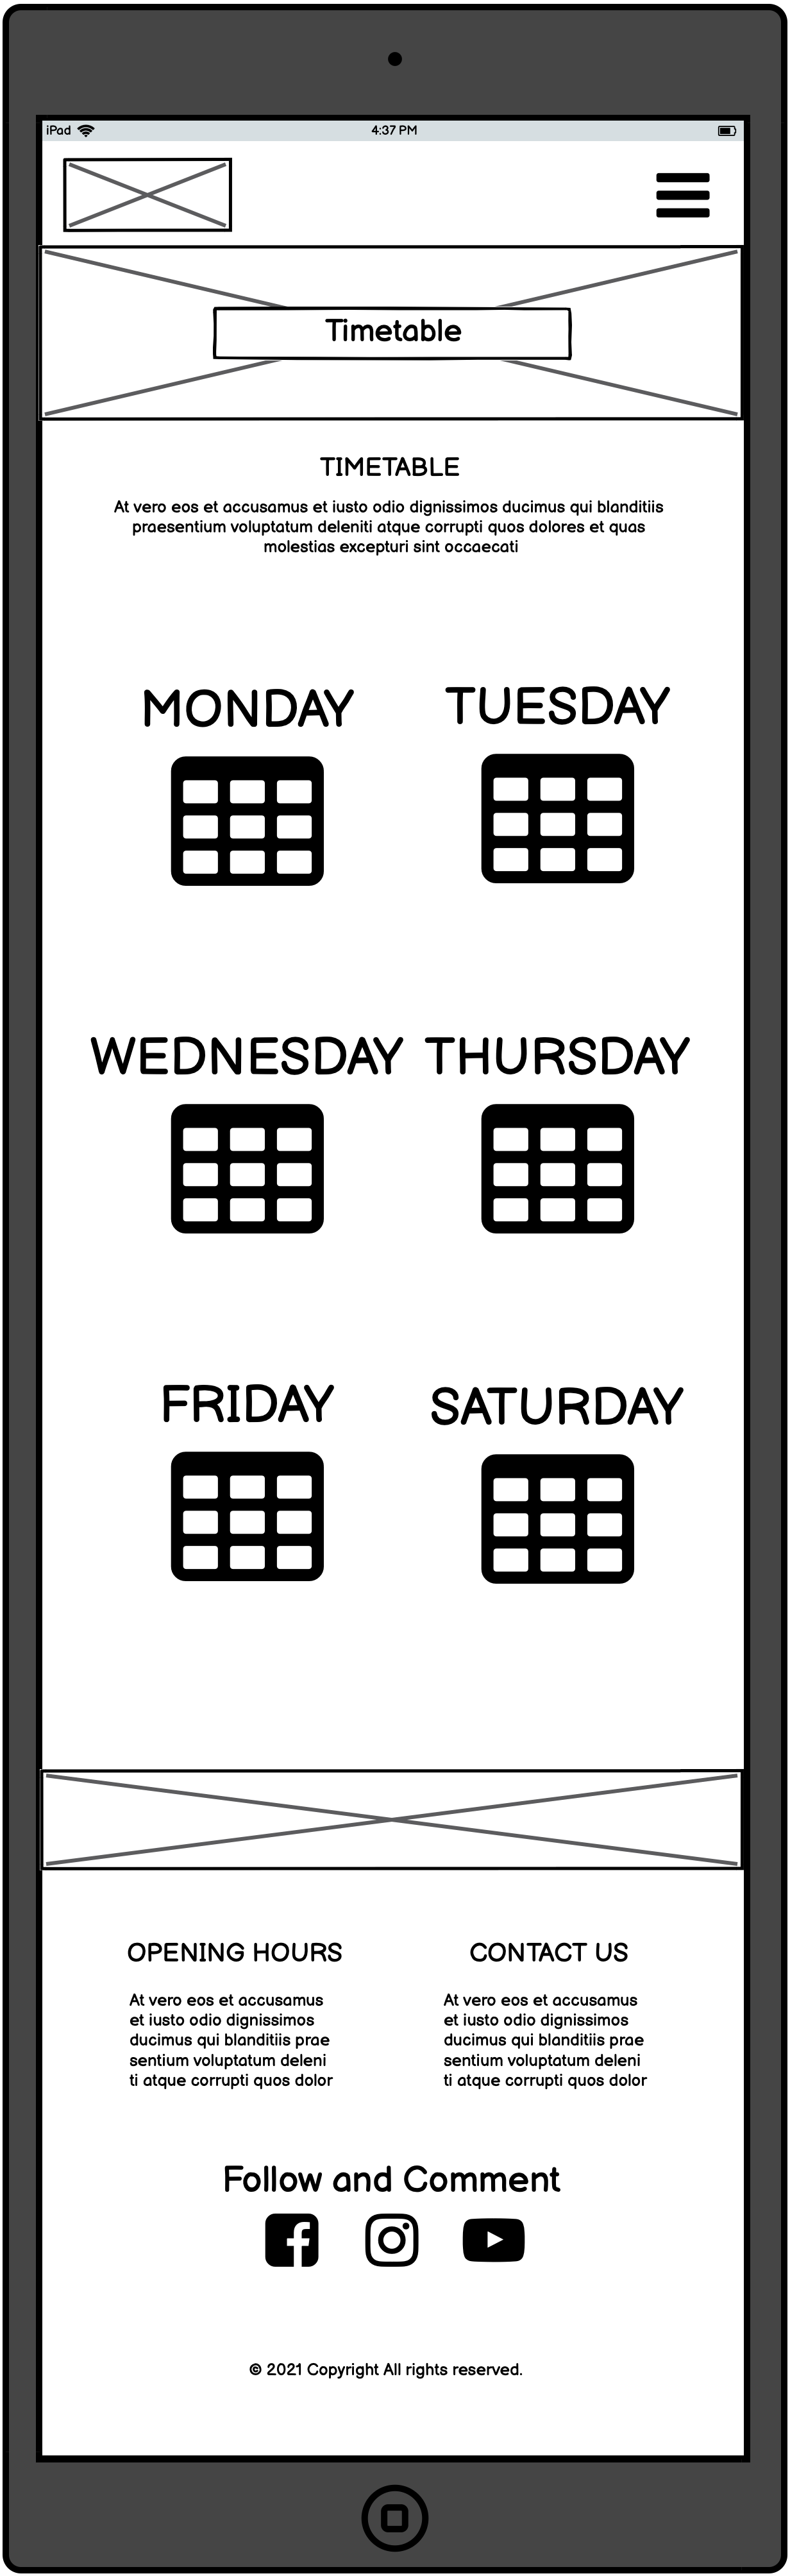 iPad
4:37 PM
Timetable
TIMETABLE
At vero eos et accusamus et iusto odio dignissimos ducimus qui blanditiis
praesentium voluptatum deleniti atque corrupti quos dolores et quas
molestias excepturi sint occaecati
MONDAY
TUESDAY
WEDNESDAY
THURSDAY
FRIDAY
SATURDAY
OPENING HOURS
At vero eos et accusamus
et iusto odio dignissimos
ducimus qui blanditiis prae
sentium voluptatum deleni
ti atque corrupti quos dolor
CONTACT US
At vero eos et accusamus
et iusto odio dignissimos
ducimus qui blanditiis prae
sentium voluptatum deleni
ti atque corrupti quos dolor
Follow and Comment
© 2021 Copyright All rights reserved.